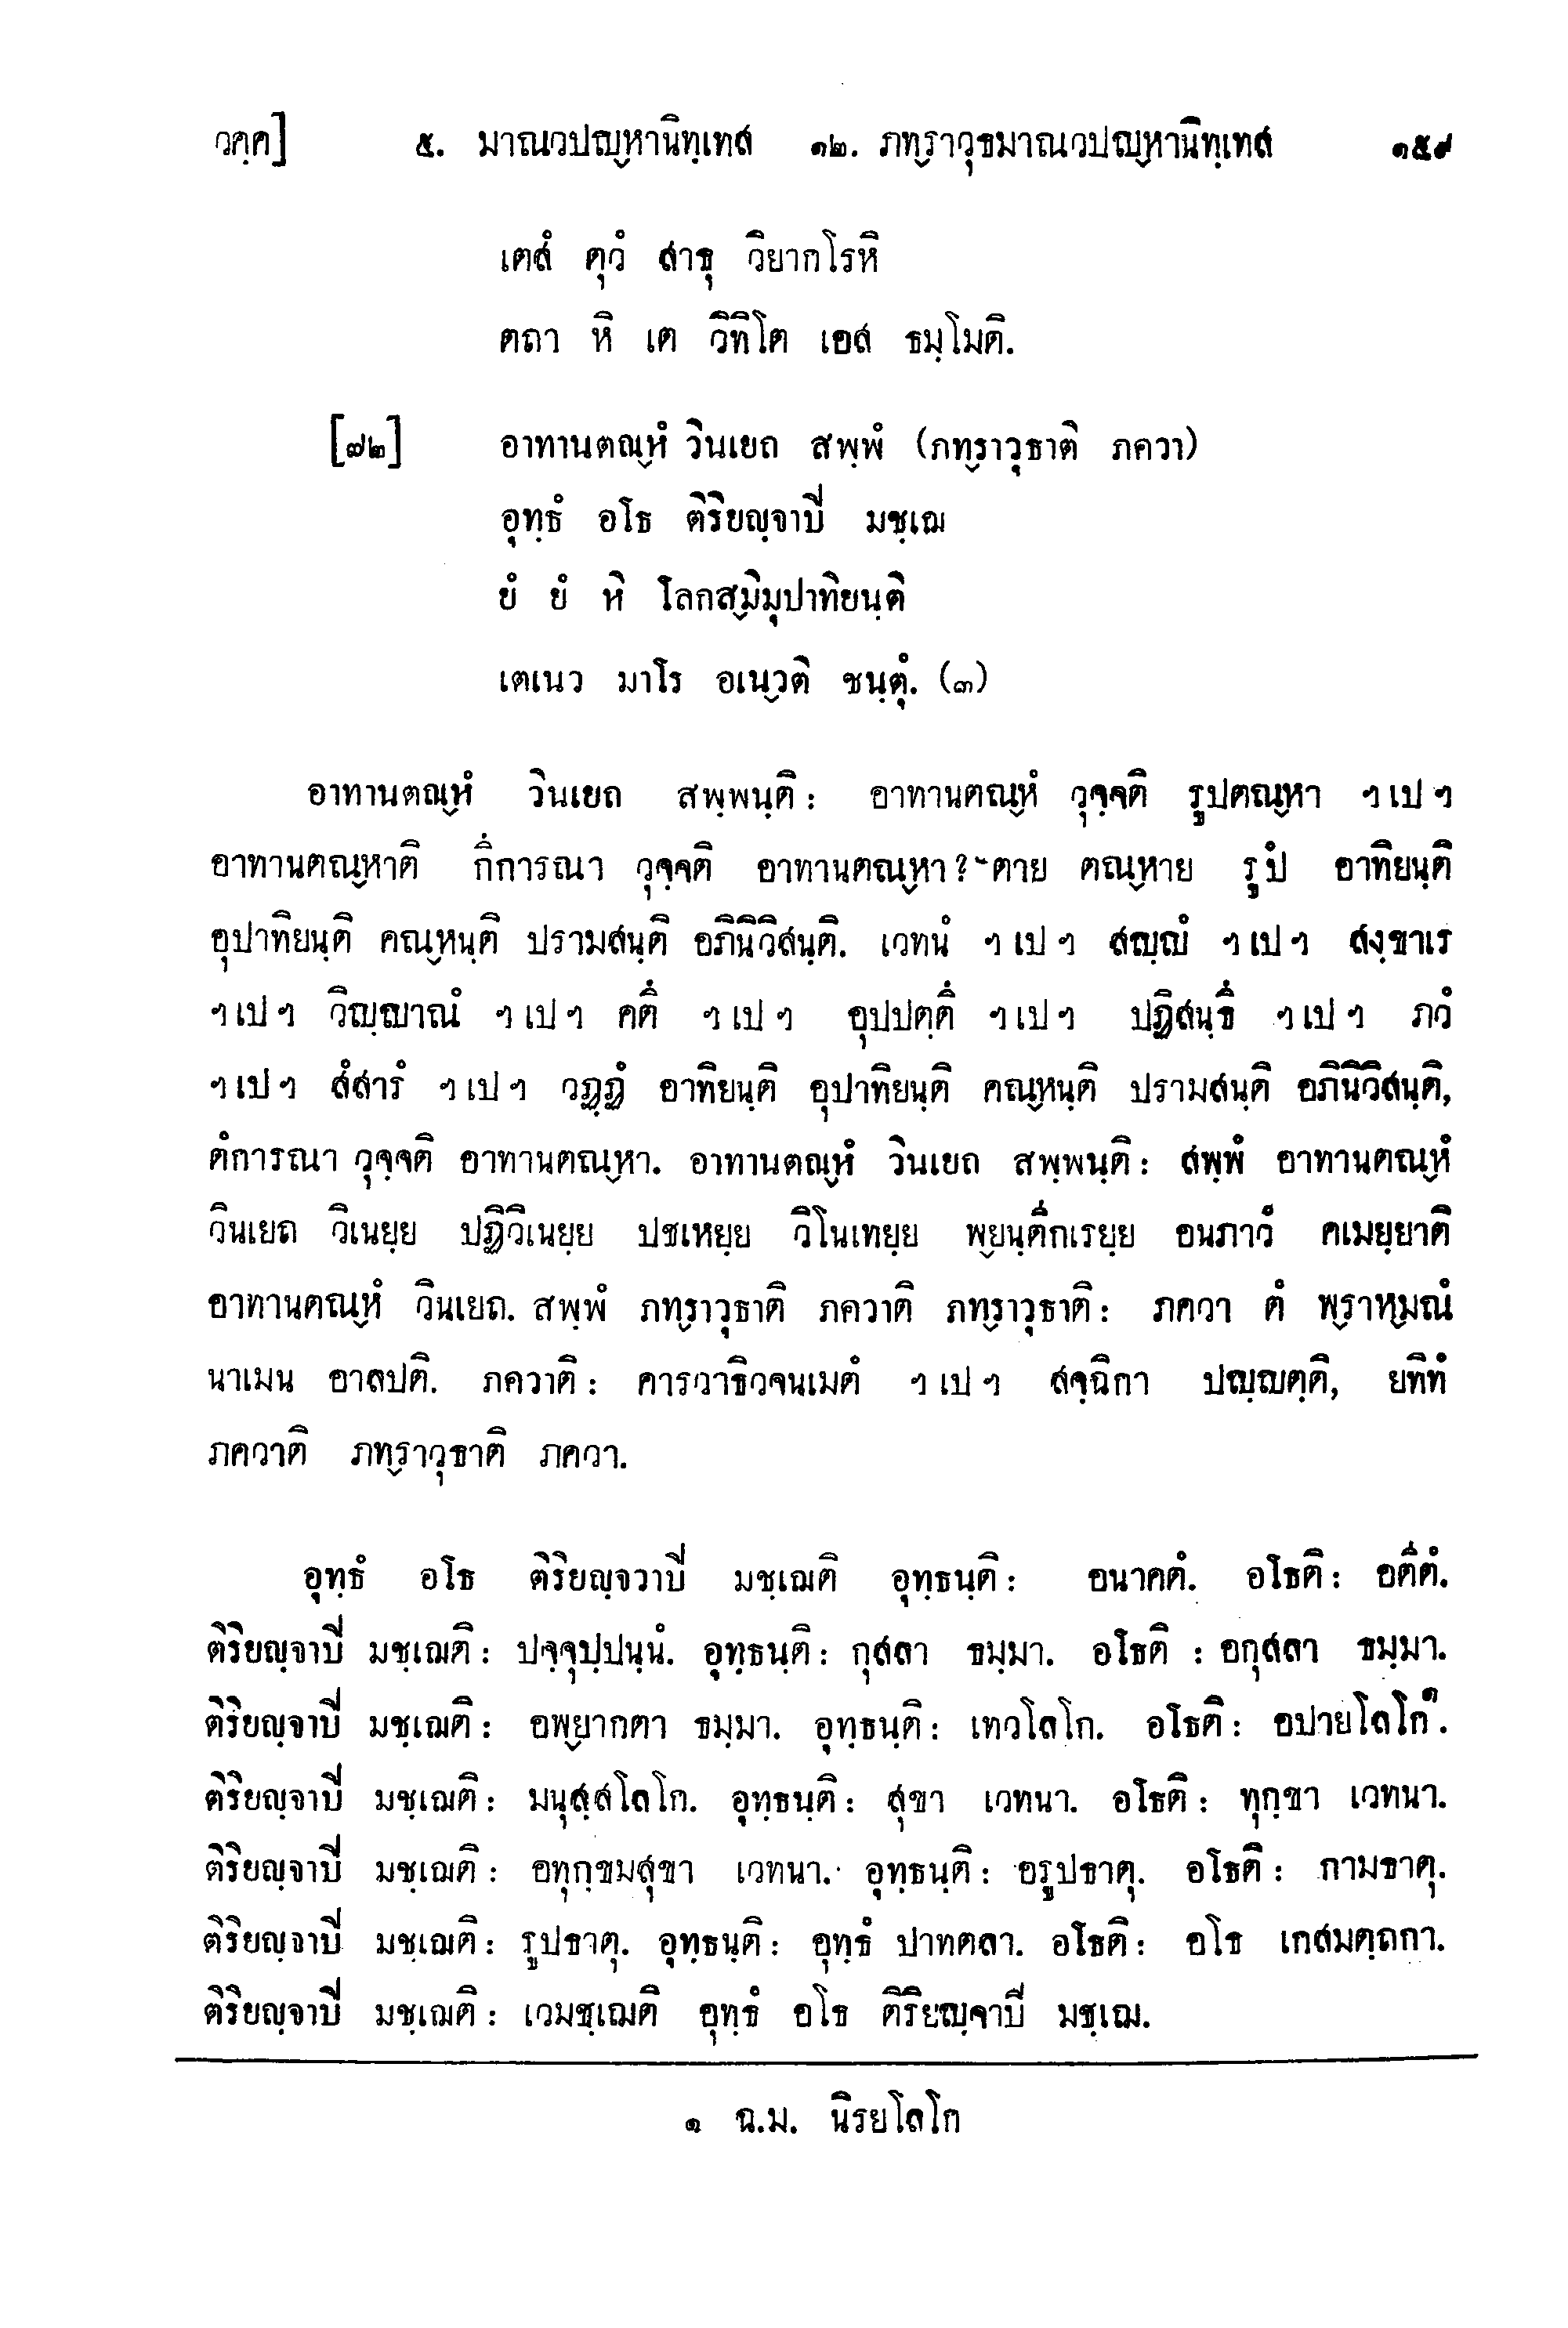 วคฺค] ๕. มาณวปญฺหานิทฺเทส ๑๒. ภทฺราวุธมาณวปญฺหานิทฺเทส ๑๕๙
เตสํ ตุวํ สาธุ วิยากโรหิ
ตถา หิ เต วิทิโต เอส ธมฺโมติ.
[๗๒] อาทานตณฺหํ วินเยถ สพฺพํ (ภทฺราวุธาติ ภควา)
อุทฺธํ อโธ ติริยญฺจาปิ มชฺเฌ
ยํ ยํ หิ โลกสฺมิมุปาทิยนฺติ
เตเนว มาโร อเนฺวติ ชนฺตุํ. (๓)
อาทานตณฺหํ วินเยถ สพฺพนฺติ: อาทานตณฺหํ วุจฺจติ รูปตณฺหา ฯเปฯ
อาทานตณฺหาติ กึการณา วุจฺจติ อาทานตณฺหา? ตาย ตณฺหาย รูปํ อาทิยนฺติ
อุปาทิยนฺติ คณฺหนฺติ ปรามสนฺติ อภินิวิสนฺติ. เวทนํ ฯเปฯ สญฺญํ ฯเปฯ สงฺขาเร
ฯเปฯ วิญฺญาณํ ฯเปฯ คตึ ฯเปฯ อุปปตฺตึ ฯเปฯ ปฏิสนฺธึ ฯเปฯ ภวํ
ฯเปฯ สํสารํ ฯเปฯ วฏฺฏํ อาทิยนฺติ อุปาทิยนฺติ คณฺหนฺติ ปรามสนฺติ อภินิวิสนฺติ,
ตํการณา วุจฺจติ อาทานตณฺหา. อาทานตณฺหํ วินเยถ สพฺพนฺติ: สพฺพํ อาทานตณฺหํ
วินเยถ วิเนยฺย ปฏิวิเนยฺย ปชเหยฺย วิโนเทยฺย พฺยนฺตึกเรยฺย อนภาวํ คเมยฺยาติ
อาทานตณฺหํ วินเยถ. สพฺพํ ภทฺราวุธาติ ภควาติ ภทฺราวุธาติ: ภควา ตํ พฺราหฺมณํ
นาเมน อาลปติ. ภควาติ: คารวาธิวจนเมตํ ฯเปฯ สจฺฉิกา ปญฺญตฺติ, ยทิทํ
ภควาติ ภทฺราวุธาติ ภควา.
อุทฺธํ อโธ ติริยญฺจวาปิ มชฺเฌติ อุทฺธนฺติ: อนาคตํ. อโธติ: อตีตํ.
ติริยญฺจาปิ มชฺเฌติ: ปจฺจุปฺปนฺนํ. อุทฺธนฺติ: กุสลา ธมฺมา. อโธติ: อกุสลา ธมฺมา.
ติริยญฺจาปิ มชฺเฌติ: อพฺยากตา ธมฺมา. อุทฺธนฺติ: เทวโลโก. อโธติ: อปายโลโก๑.
ติริยญฺจาปิ มชฺเฌติ: มนุสฺสโลโก. อุทฺธนฺติ: สุขา เวทนา. อโธติ: ทุกฺขา เวทนา.
ติริยญฺจาปิ มชฺเฌติ: อทุกฺขมสุขา เวทนา. อุทฺธนฺติ: อรูปธาตุ. อโธติ: กามธาตุ.
ติริยญฺจาปิ มชฺเฌติ: รูปธาตุ. อุทฺธนฺติ: อุทฺธํ ปาทตลา. อโธติ: อโธ เกสมตฺถกา.
ติริยญฺจาปิ มชฺเฌติ: เวมชฺเฌติ อุทฺธํ อโธ ติริยญฺจาปิ มชฺเฌ.
๑ ฉ.ม. นิรยโลโก